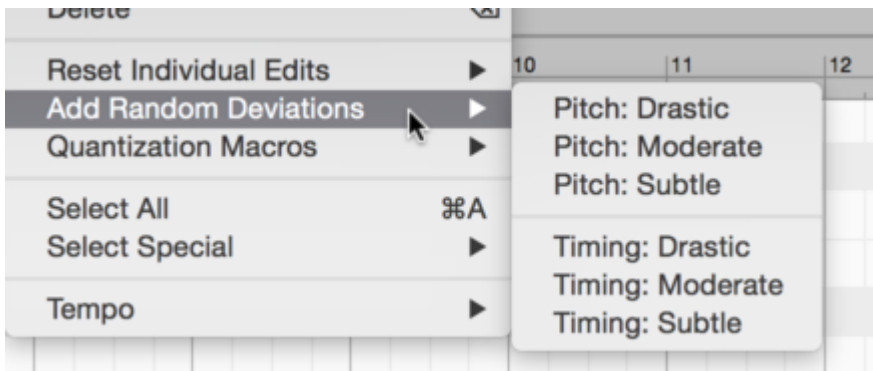 Delete
10 11 12
Reset Individual Edits
Add Random Deviations
Quantization Macros
Select All ⌘A
Select Special
Tempo
Pitch: Drastic
Pitch: Moderate
Pitch: Subtle
Timing: Drastic
Timing: Moderate
Timing: Subtle